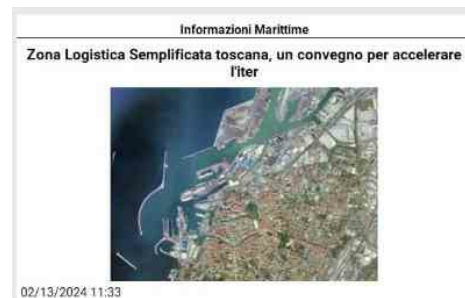 Informazioni Marittime
Zona Logistica Semplificata toscana, un convegno per accelerare
l'iter
02/13/2024 11:33